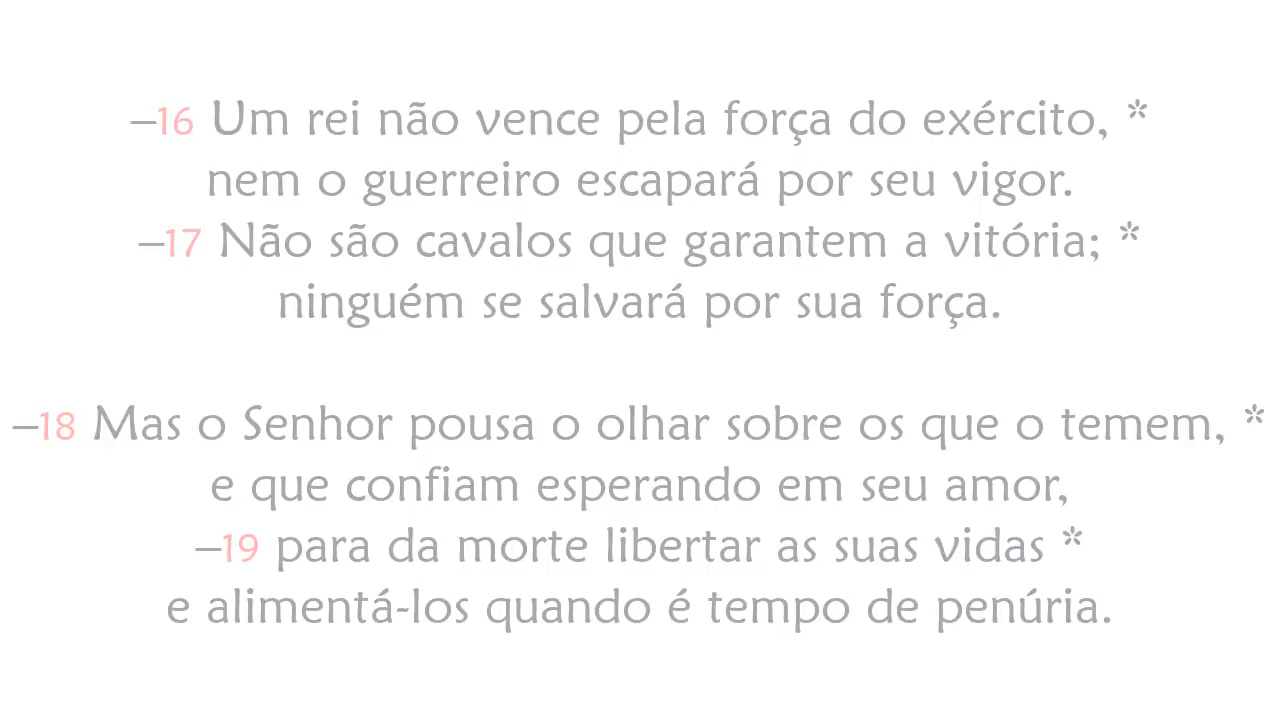 –16 Um rei não vence pela força do exército, *
nem o guerreiro escapará por seu vigor.
–17 Não são cavalos que garantem a vitória; *
ninguém se salvará por sua força.
–18 Mas o Senhor pousa o olhar sobre os que o temem, *
e que confiam esperando em seu amor,
–19 para da morte libertar as suas vidas *
e alimentá-los quando é tempo de penúria.